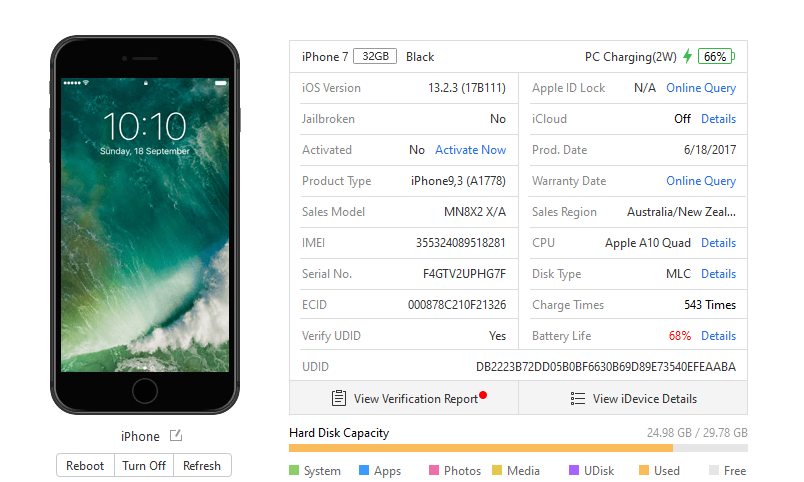 10:10
Sunday, 18 September
iPhone
Reboot Turn Off Refresh
iPhone 7 32GB Black PC Charging(2W) 66%
iOS Version 13.2.3 (17B111) Apple ID Lock N/A Online Query
Jailbroken No iCloud Off Details
Activated No Activate Now Prod. Date 6/18/2017
Product Type iPhone9,3 (A1778) Warranty Date Online Query
Sales Model MN8X2 X/A Sales Region Australia/New Zeal...
IMEI 355324089518281 CPU Apple A10 Quad Details
Serial No. F4GTV2UPHG7F Disk Type MLC Details
ECID 000878C210F21326 Charge Times 543 Times
Verify UDID Yes Battery Life 68% Details
UDID DB2223B72DD05B0BF6630B69D89E73540EFEAABA
View Verification Report View iDevice Details
Hard Disk Capacity 24.98 GB / 29.78 GB
System Apps Photos Media UDisk Used Free